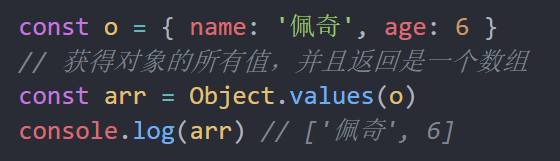 const o = { name: '佩奇', age: 6 }
// 获得对象的所有值，并且返回是一个数组
const arr = Object.values(o)
console.log(arr) // ['佩奇', 6]